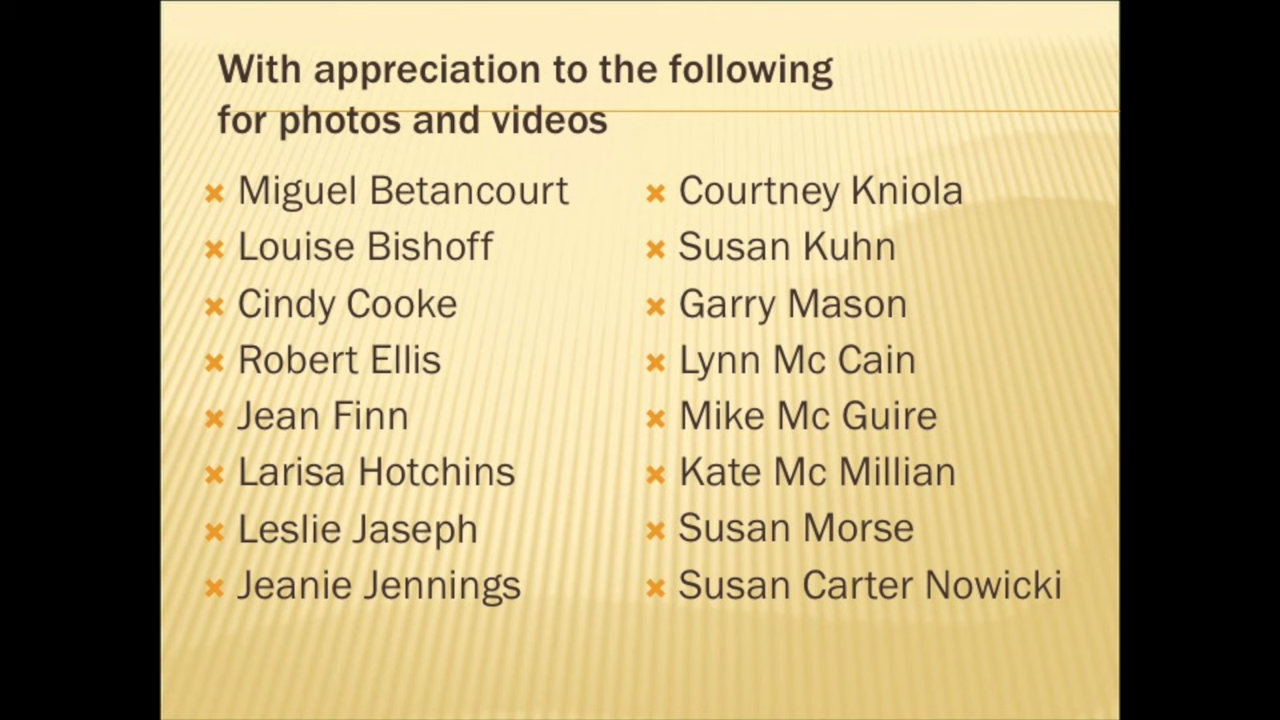 With appreciation to the following
for photos and videos
Miguel Betancourt
Louise Bishoff
Cindy Cooke
Robert Ellis
Jean Finn
Larisa Hotchins
Leslie Jaseph
Jeanie Jennings
Courtney Kniola
Susan Kuhn
Garry Mason
Lynn Mc Cain
Mike Mc Guire
Kate Mc Millian
Susan Morse
Susan Carter Nowicki